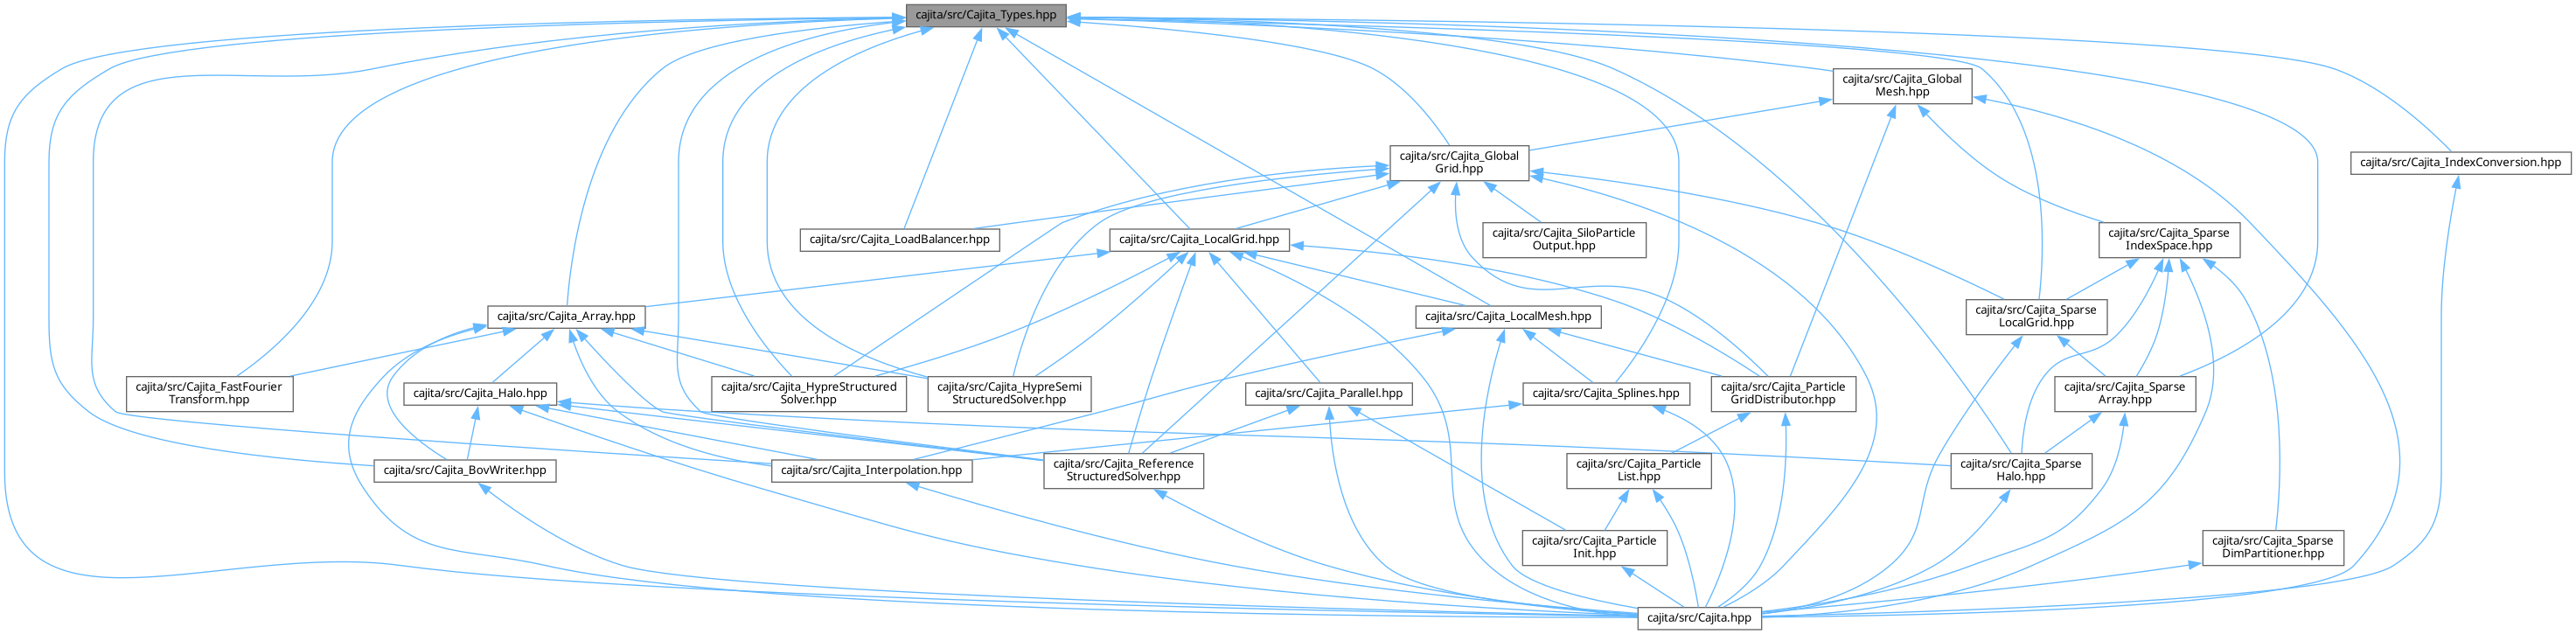 cajita/src/Cajita_Types.hpp
cajita/src/Cajita_Global
Mesh.hpp
cajita/src/Cajita_Global
Grid.hpp
cajita/src/Cajita_IndexConversion.hpp
cajita/src/Cajita_LoadBalancer.hpp
cajita/src/Cajita_LocalGrid.hpp
cajita/src/Cajita_SiloParticle
Output.hpp
cajita/src/Cajita_Sparse
IndexSpace.hpp
cajita/src/Cajita_Array.hpp
cajita/src/Cajita_LocalMesh.hpp
cajita/src/Cajita_Sparse
LocalGrid.hpp
cajita/src/Cajita_FastFourier
Transform.hpp
cajita/src/Cajita_Halo.hpp
cajita/src/Cajita_HypreStructured
Solver.hpp
cajita/src/Cajita_HypreSemi
StructuredSolver.hpp
cajita/src/Cajita_Parallel.hpp
cajita/src/Cajita_Splines.hpp
cajita/src/Cajita_Particle
GridDistributor.hpp
cajita/src/Cajita_Sparse
Array.hpp
cajita/src/Cajita_BovWriter.hpp
cajita/src/Cajita_Interpolation.hpp
cajita/src/Cajita_Reference
StructuredSolver.hpp
cajita/src/Cajita_Particle
List.hpp
cajita/src/Cajita_Sparse
Halo.hpp
cajita/src/Cajita_Particle
Init.hpp
cajita/src/Cajita_Sparse
DimPartitioner.hpp
cajita/src/Cajita.hpp